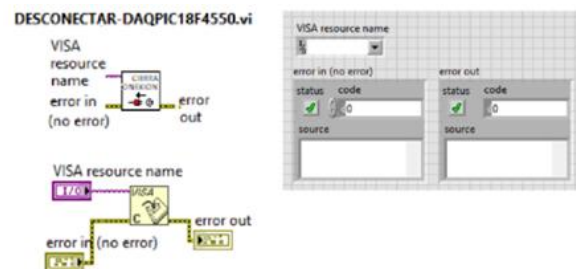 DESCONECTAR-DAQPIC18F4550.vi
VISA
resource
name
error in
(no error)
CIERRA
error
out
VISA resource name
I/O
VISA
C
error out
error in (no error)
VISA resource name
I/O
error in (no error)
status code
0
source
error out
status code
0
source